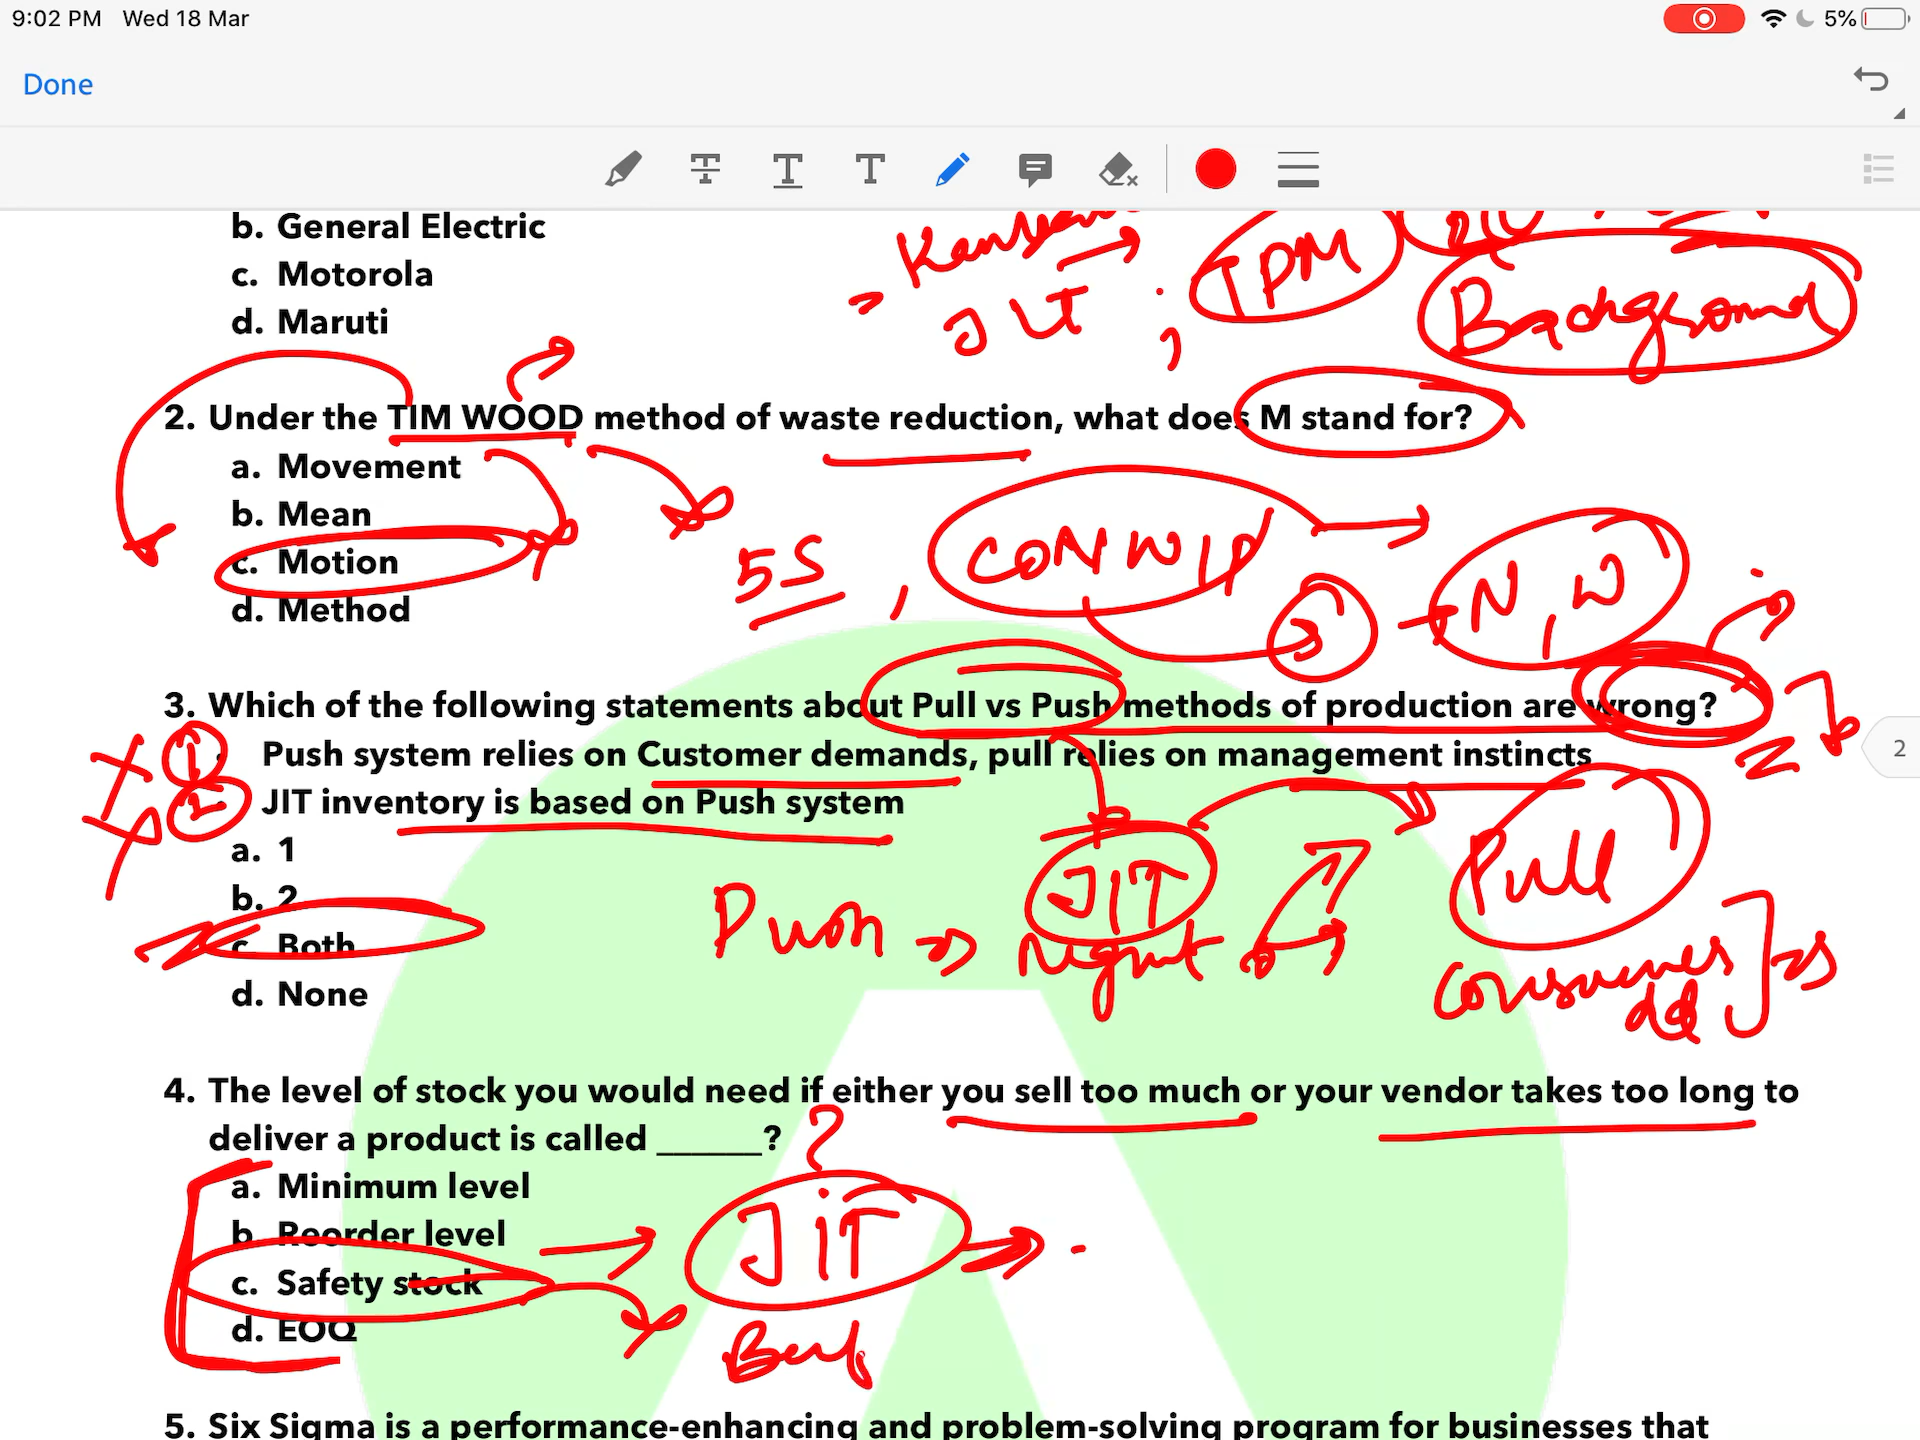 9:02 PM Wed 18 Mar 5%
Done
b. General Electric
c. Motorola
d. Maruti
JIT ; TPM
Background
2. Under the TIM WOOD method of waste reduction, what does M stand for?
a. Movement
b. Mean
c. Motion
d. Method
5S, CONWIP
N, W
3. Which of the following statements about Pull vs Push methods of production are wrong?
1 Push system relies on Customer demands, pull relies on management instincts
2 JIT inventory is based on Push system
a. 1
b. 2
c. Both
d. None
JIT
Pull
Push
Mgmt
Consumer
dd
2
4. The level of stock you would need if either you sell too much or your vendor takes too long to
deliver a product is called ______?
?
a. Minimum level
b. Reorder level
c. Safety stock
d. EOQ
JiT
5. Six Sigma is a performance-enhancing and problem-solving program for businesses that